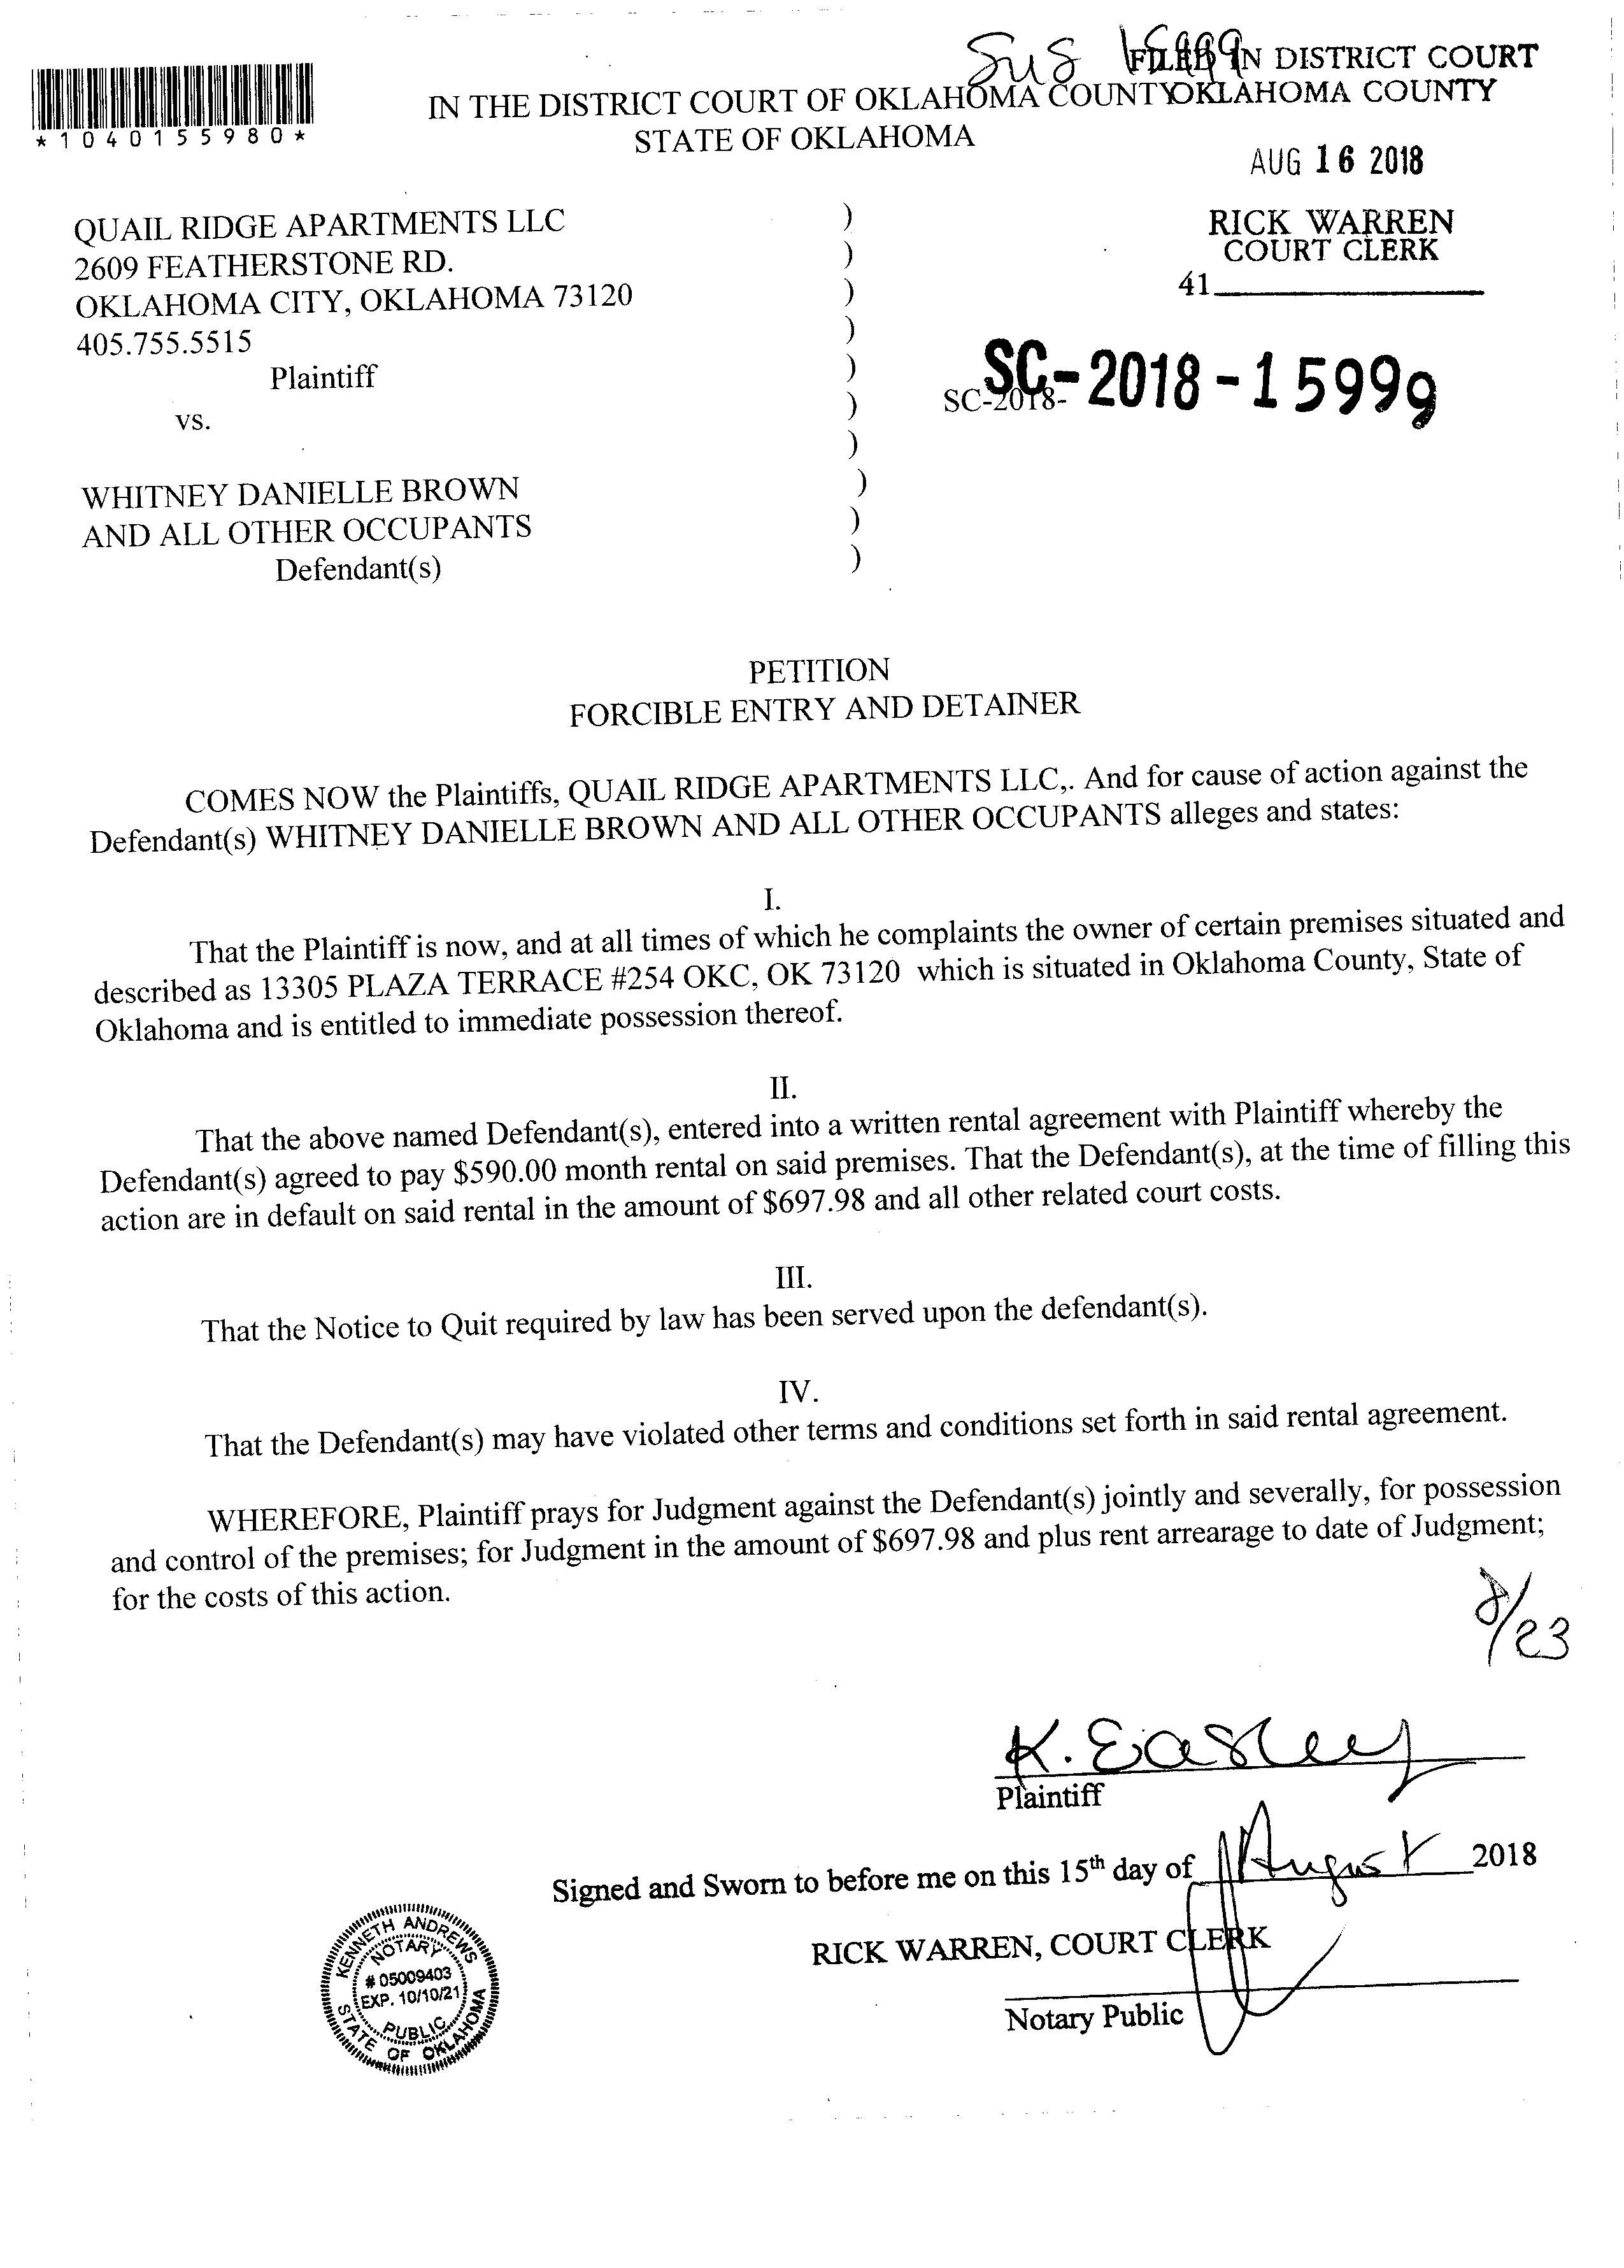 SuS 15999
FILED IN DISTRICT COURT
OKLAHOMA COUNTY
*1040155980*
IN THE DISTRICT COURT OF OKLAHOMA COUNTY
STATE OF OKLAHOMA
AUG 16 2018
RICK WARREN
COURT CLERK
41
QUAIL RIDGE APARTMENTS LLC )
2609 FEATHERSTONE RD. )
OKLAHOMA CITY, OKLAHOMA 73120 )
405.755.5515 )
Plaintiff )
SC-2018- SC-2018-15999
vs. )
)
WHITNEY DANIELLE BROWN )
AND ALL OTHER OCCUPANTS )
Defendant(s) )
PETITION
FORCIBLE ENTRY AND DETAINER
COMES NOW the Plaintiffs, QUAIL RIDGE APARTMENTS LLC,. And for cause of action against the
Defendant(s) WHITNEY DANIELLE BROWN AND ALL OTHER OCCUPANTS alleges and states:
I.
That the Plaintiff is now, and at all times of which he complaints the owner of certain premises situated and
described as 13305 PLAZA TERRACE #254 OKC, OK 73120 which is situated in Oklahoma County, State of
Oklahoma and is entitled to immediate possession thereof.
II.
That the above named Defendant(s), entered into a written rental agreement with Plaintiff whereby the
Defendant(s) agreed to pay $590.00 month rental on said premises. That the Defendant(s), at the time of filling this
action are in default on said rental in the amount of $697.98 and all other related court costs.
III.
That the Notice to Quit required by law has been served upon the defendant(s).
IV.
That the Defendant(s) may have violated other terms and conditions set forth in said rental agreement.
WHEREFORE, Plaintiff prays for Judgment against the Defendant(s) jointly and severally, for possession
and control of the premises; for Judgment in the amount of $697.98 and plus rent arrearage to date of Judgment;
for the costs of this action.
8/23
K. Easley
Plaintiff
Signed and Sworn to before me on this 15th day of August 2018
RICK WARREN, COURT CLERK
Notary Public
KENNETH ANDREWS
NOTARY
# 05009403
EXP. 10/10/21
PUBLIC
STATE OF OKLAHOMA